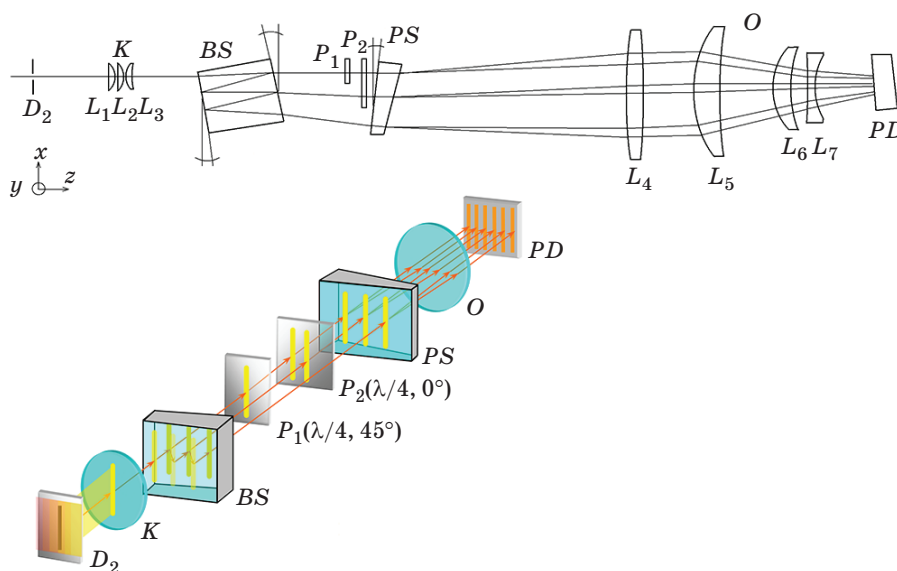 K BS P₁ P₂ PS O
D₂ L₁L₂L₃ L₄ L₅ L₆ L₇ PD
x
y z
PD
O
PS
P₂(λ/4, 0°)
P₁(λ/4, 45°)
BS
K
D₂